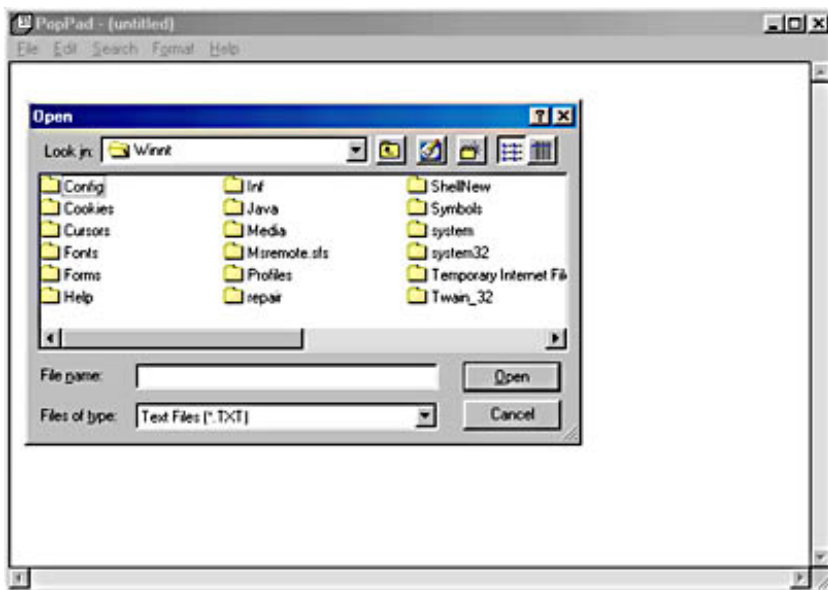 PopPad - (untitled)
File Edit Search Format Help
Open
Look in: Winnt
Config Inf ShellNew
Cookies Java Symbols
Cursors Media system
Fonts Msremote.sfs system32
Forms Profiles Temporary Internet Fil
Help repair Twain_32
File name: Open
Files of type: Text Files (*.TXT) Cancel